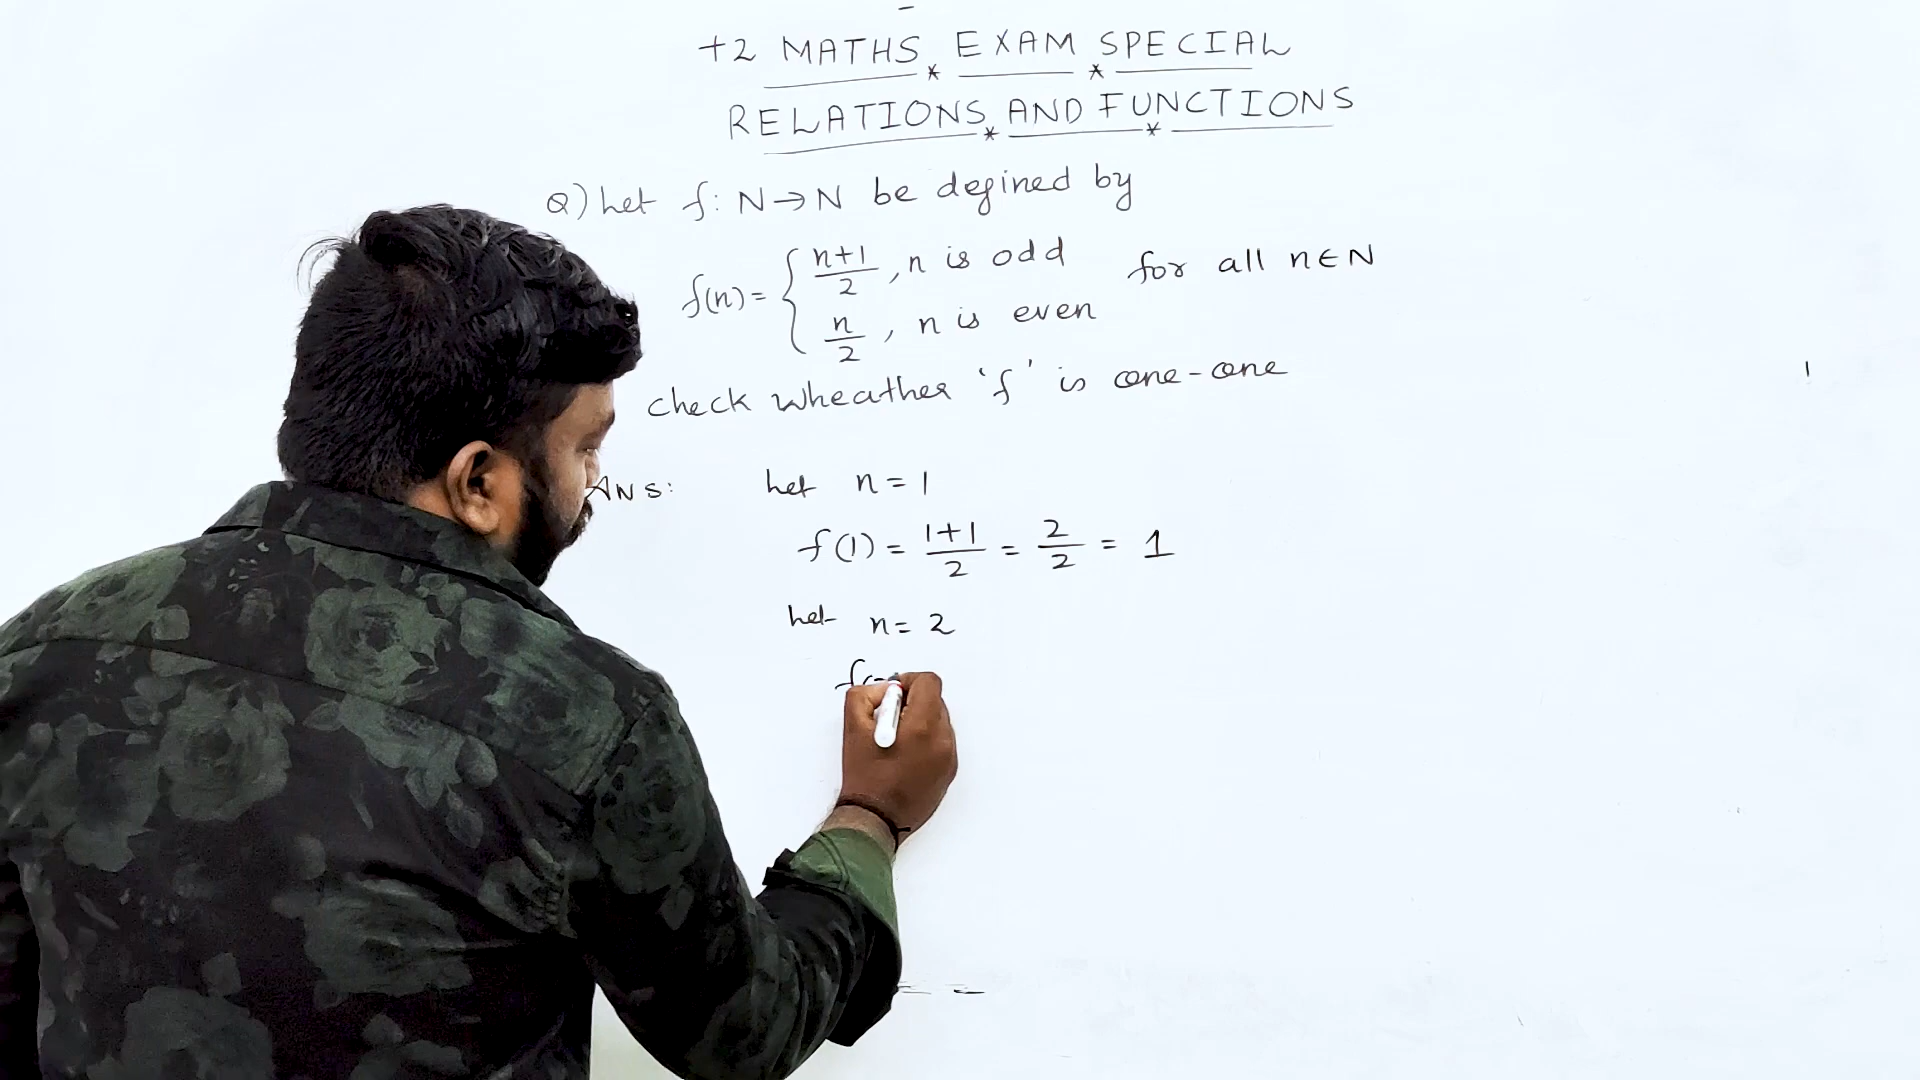 +2 MATHS EXAM SPECIAL
RELATIONS AND FUNCTIONS
Q) Let f: N→N be defined by
f(n) = { n+1/2 , n is odd
n/2 , n is even
for all n∈N
check wheather 'f' is one-one
ANS: Let n = 1
f(1) = 1+1/2 = 2/2 = 1
Let n = 2